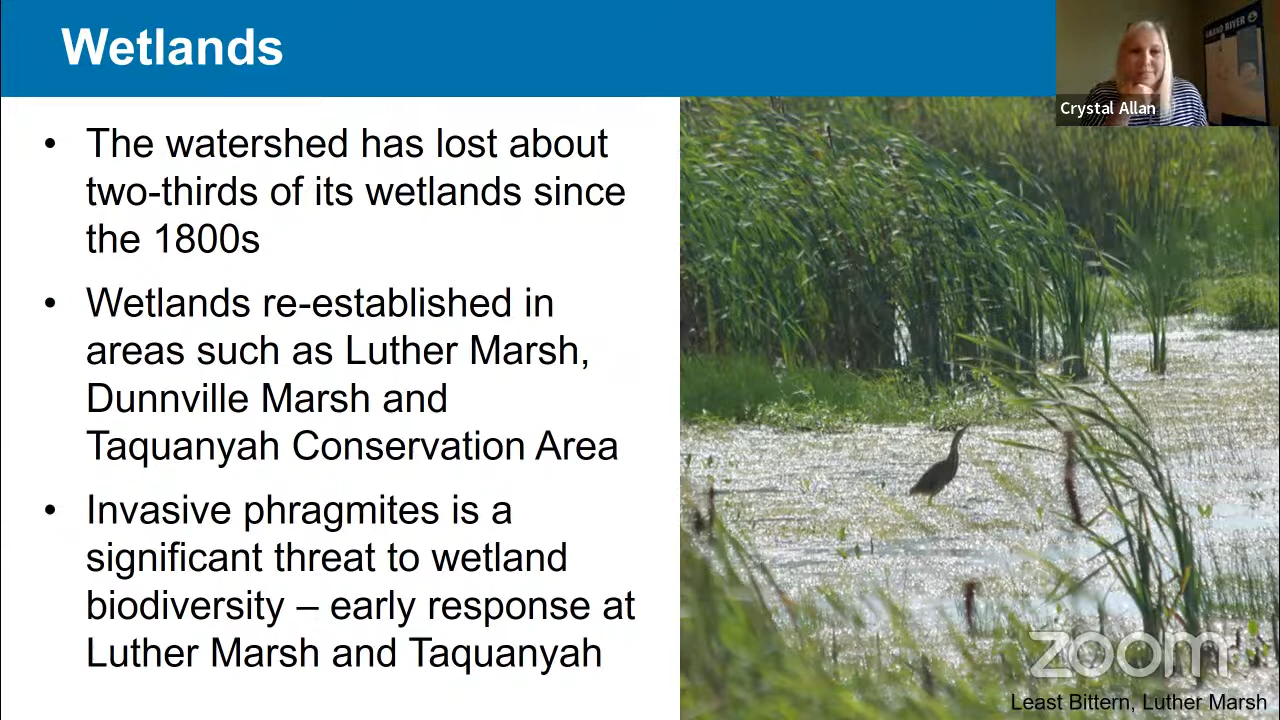 Wetlands
GRAND RIVER
Crystal Allan
• The watershed has lost about
two-thirds of its wetlands since
the 1800s
• Wetlands re-established in
areas such as Luther Marsh,
Dunnville Marsh and
Taquanyah Conservation Area
• Invasive phragmites is a
significant threat to wetland
biodiversity – early response at
Luther Marsh and Taquanyah
zoom
Least Bittern, Luther Marsh